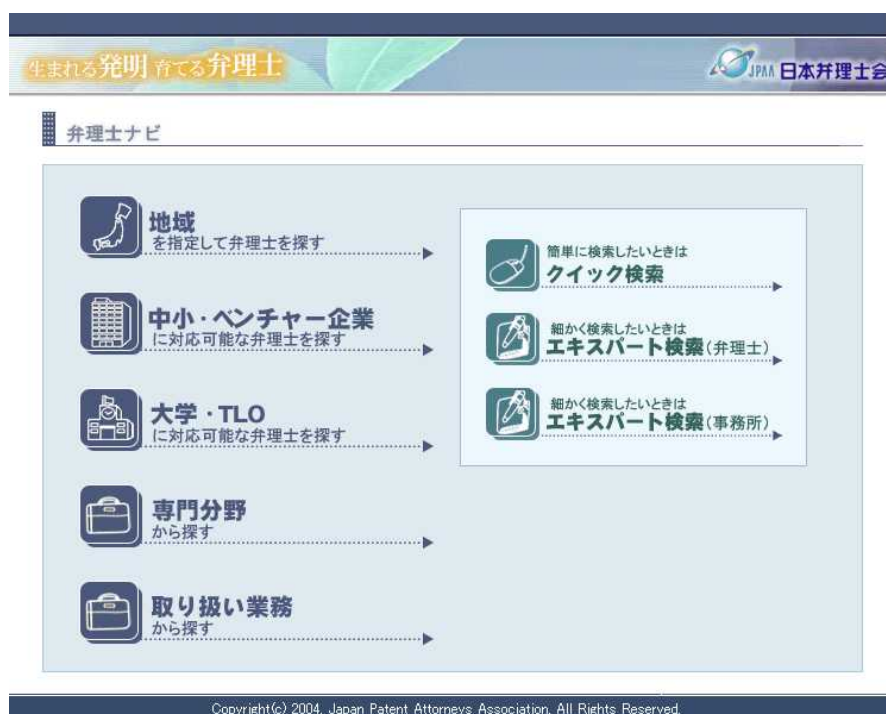 生まれる発明 育てる弁理士
JPAA 日本弁理士会
弁理士ナビ
地域
を指定して弁理士を探す
中小・ベンチャー企業
に対応可能な弁理士を探す
大学・TLO
に対応可能な弁理士を探す
専門分野
から探す
取り扱い業務
から探す
簡単に検索したいときは
クイック検索
細かく検索したいときは
エキスパート検索(弁理士)
細かく検索したいときは
エキスパート検索(事務所)
Copyright(c) 2004, Japan Patent Attorneys Association, All Rights Reserved.